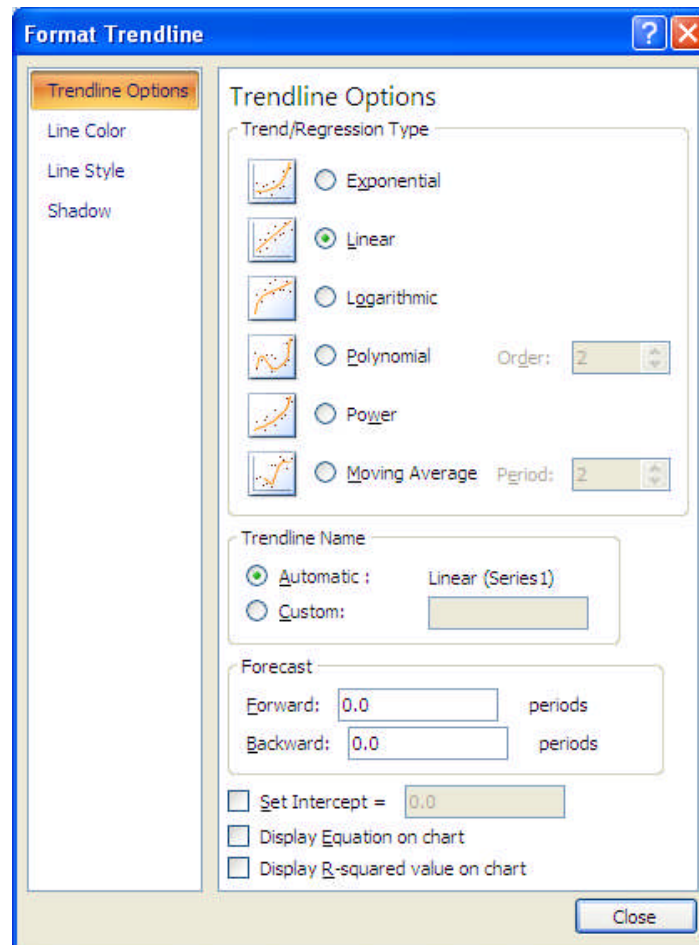 Format Trendline
Trendline Options
Line Color
Line Style
Shadow
Trendline Options
Trend/Regression Type
Exponential
Linear
Logarithmic
Polynomial Order: 2
Power
Moving Average Period: 2
Trendline Name
Automatic : Linear (Series1)
Custom:
Forecast
Forward: 0.0 periods
Backward: 0.0 periods
Set Intercept = 0.0
Display Equation on chart
Display R-squared value on chart
Close